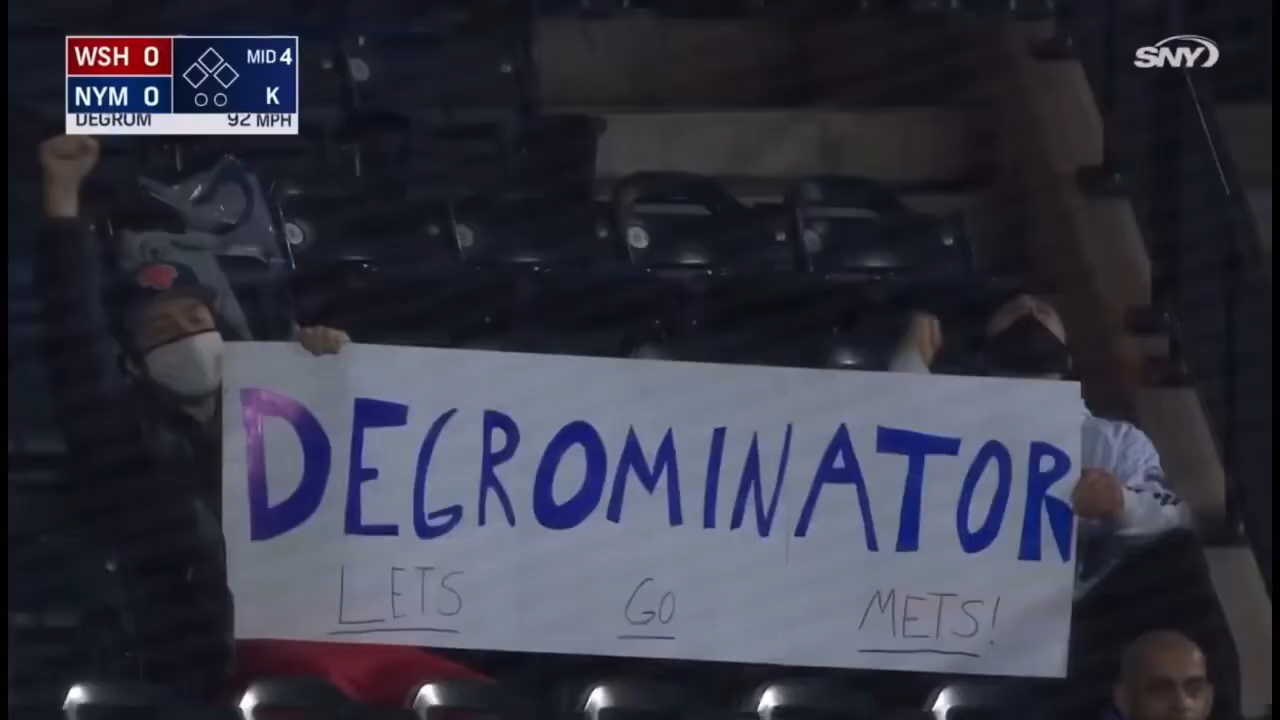 WSH 0 MID 4
NYM 0 K
DEGROM 92 MPH
SNY
DEGROMINATOR
LETS GO METS!